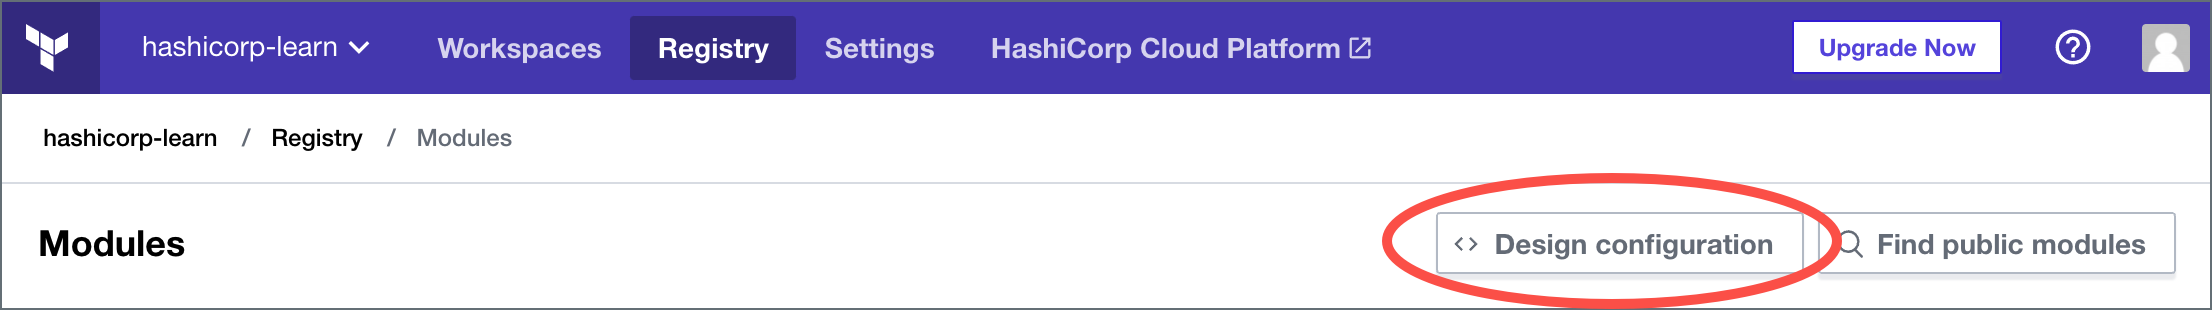 hashicorp-learn Workspaces Registry Settings HashiCorp Cloud Platform Upgrade Now ?
hashicorp-learn / Registry / Modules
Modules <> Design configuration Find public modules